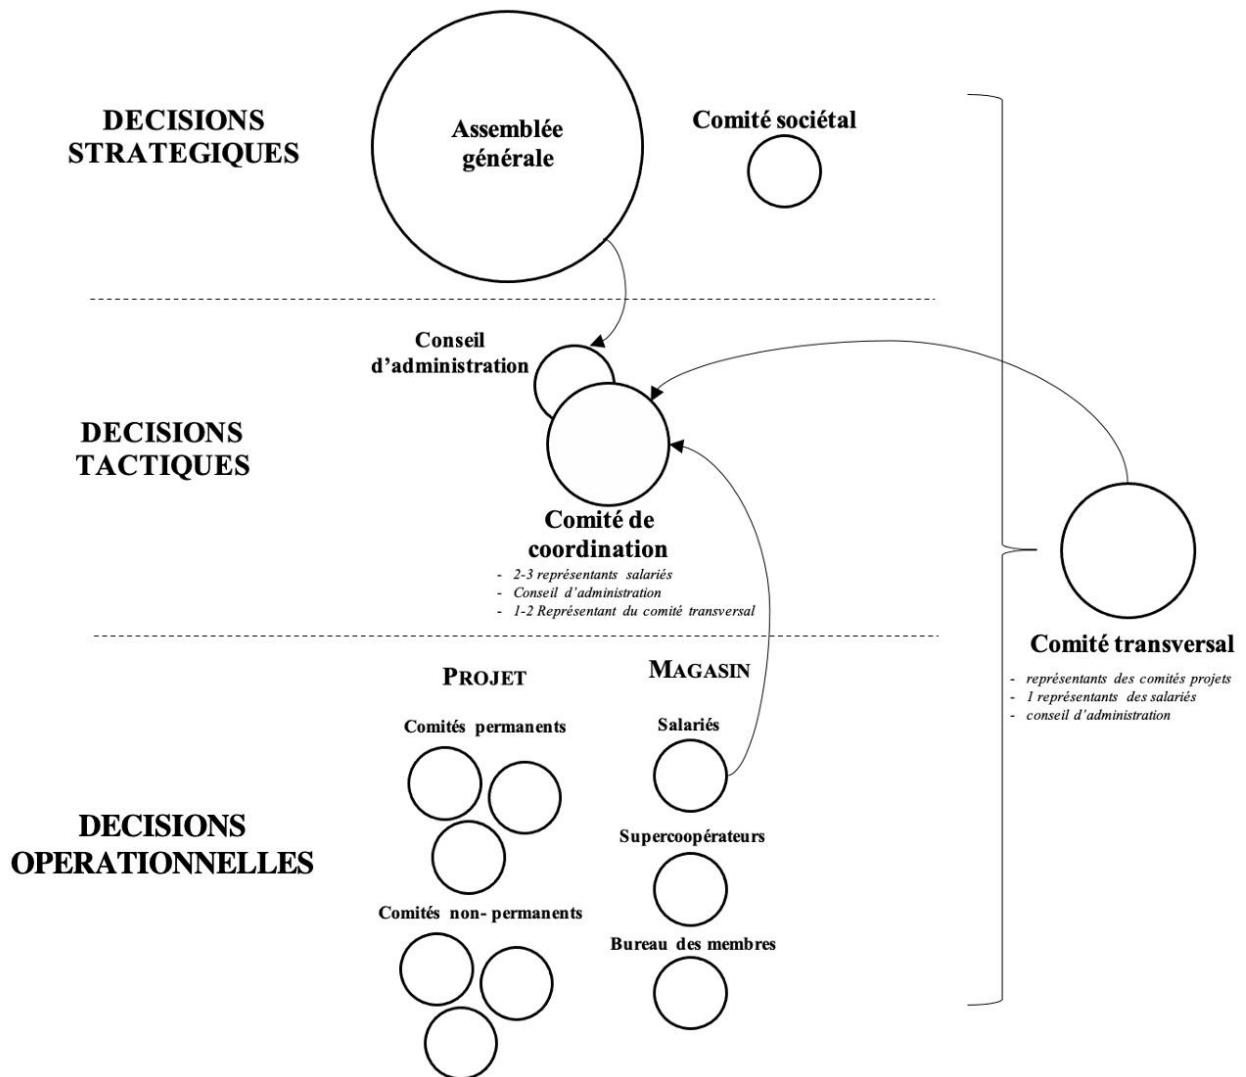 DECISIONS
STRATEGIQUES
Assemblée
générale
Comité sociétal
Conseil
d'administration
DECISIONS
TACTIQUES
Comité de
coordination
- 2-3 représentants salariés
- Conseil d'administration
- 1-2 Représentant du comité transversal
Comité transversal
- représentants des comités projets
- 1 représentants des salariés
- conseil d'administration
PROJET
MAGASIN
Comités permanents
Salariés
DECISIONS
OPERATIONNELLES
Supercoopérateurs
Comités non- permanents
Bureau des membres